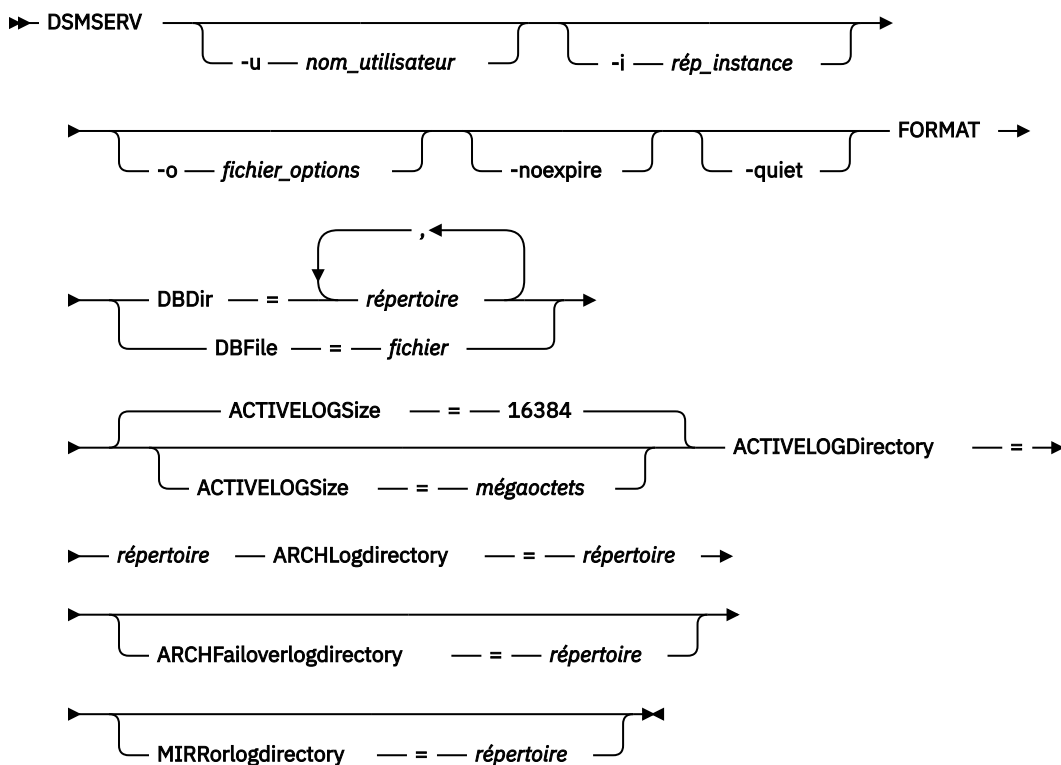 DSMSERV
-u nom_utilisateur
-i rép_instance
-o fichier_options
-noexpire
-quiet
FORMAT
,
DBDir = répertoire
DBFile = fichier
ACTIVELOGSize = 16384
ACTIVELOGSize = mégaoctets
ACTIVELOGDirectory =
répertoire ARCHLogdirectory = répertoire
ARCHFailoverlogdirectory = répertoire
MIRRorlogdirectory = répertoire